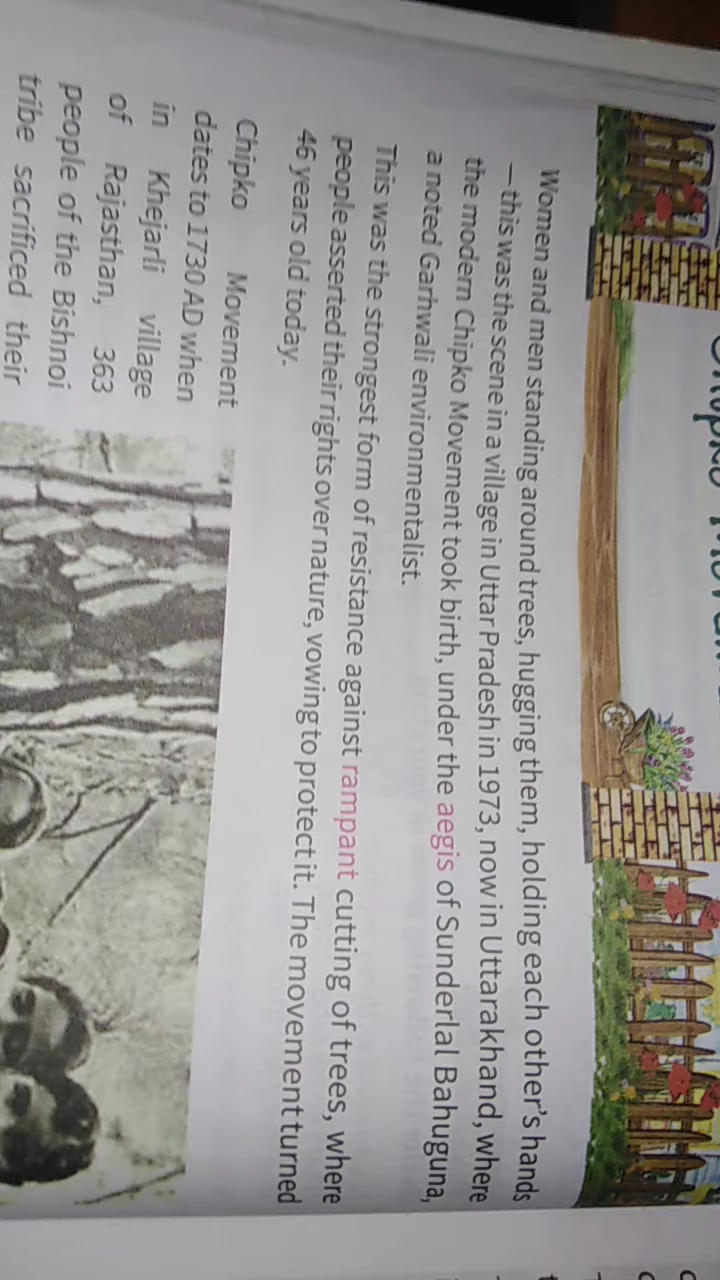 Women and men standing around trees, hugging them, holding each other's hands
– this was the scene in a village in Uttar Pradesh in 1973, now in Uttarakhand, where
the modern Chipko Movement took birth, under the aegis of Sunderlal Bahuguna,
a noted Garhwali environmentalist.
This was the strongest form of resistance against rampant cutting of trees, where
people asserted their rights over nature, vowing to protect it. The movement turned
46 years old today.
Chipko Movement
dates to 1730 AD when
in Khejarli village
of Rajasthan, 363
people of the Bishnoi
tribe sacrificed their